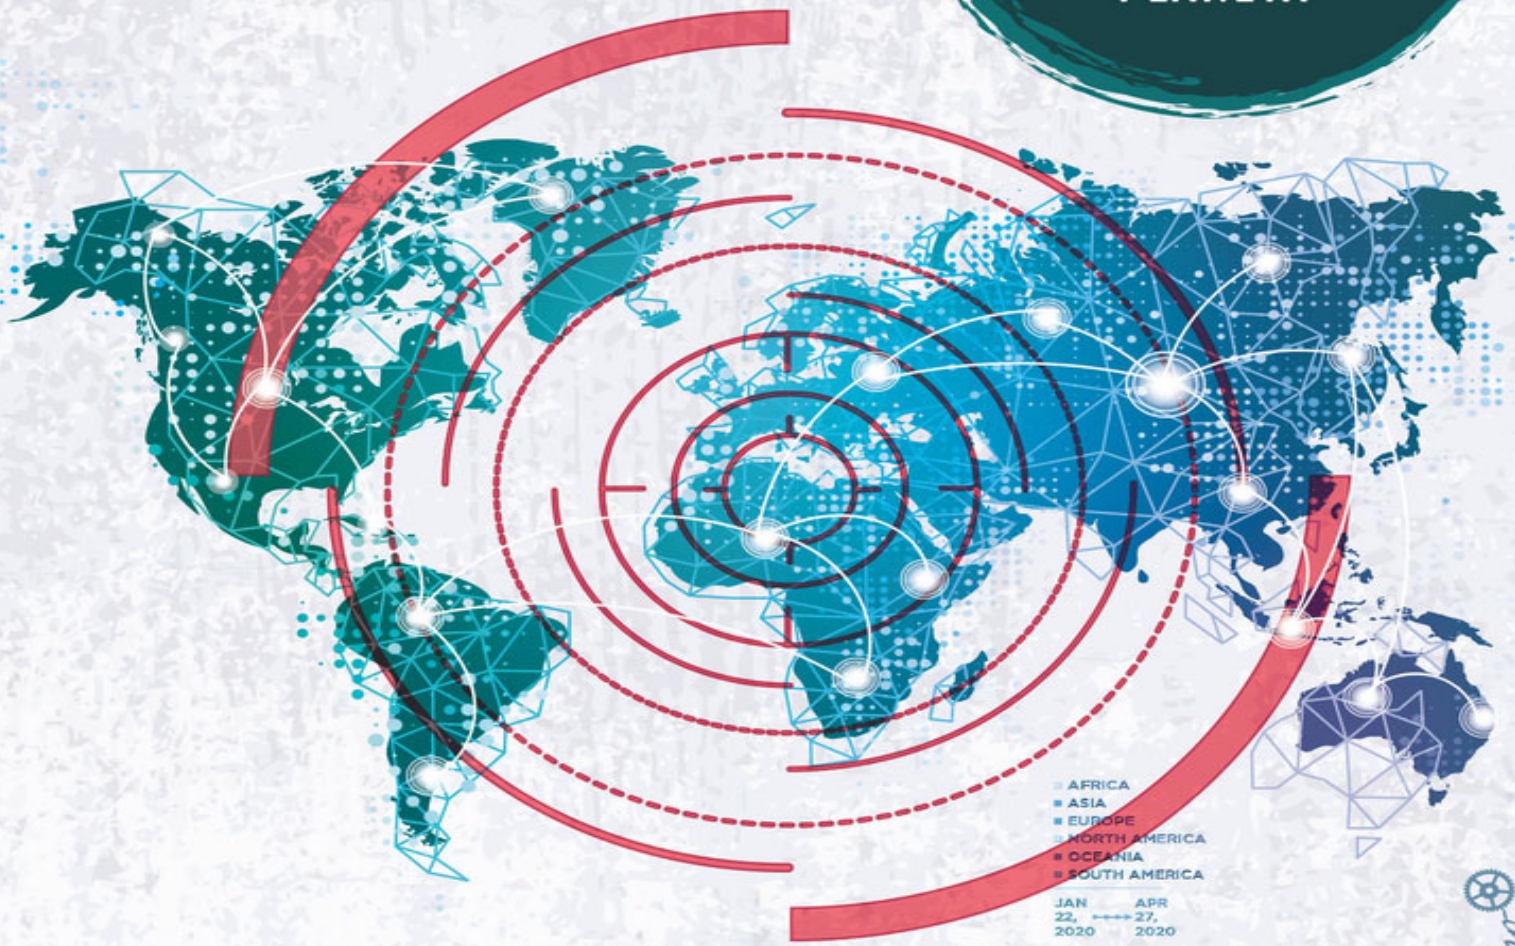 AFRICA
ASIA
EUROPE
NORTH AMERICA
OCEANIA
SOUTH AMERICA
JAN APR
22, 27,
2020 2020